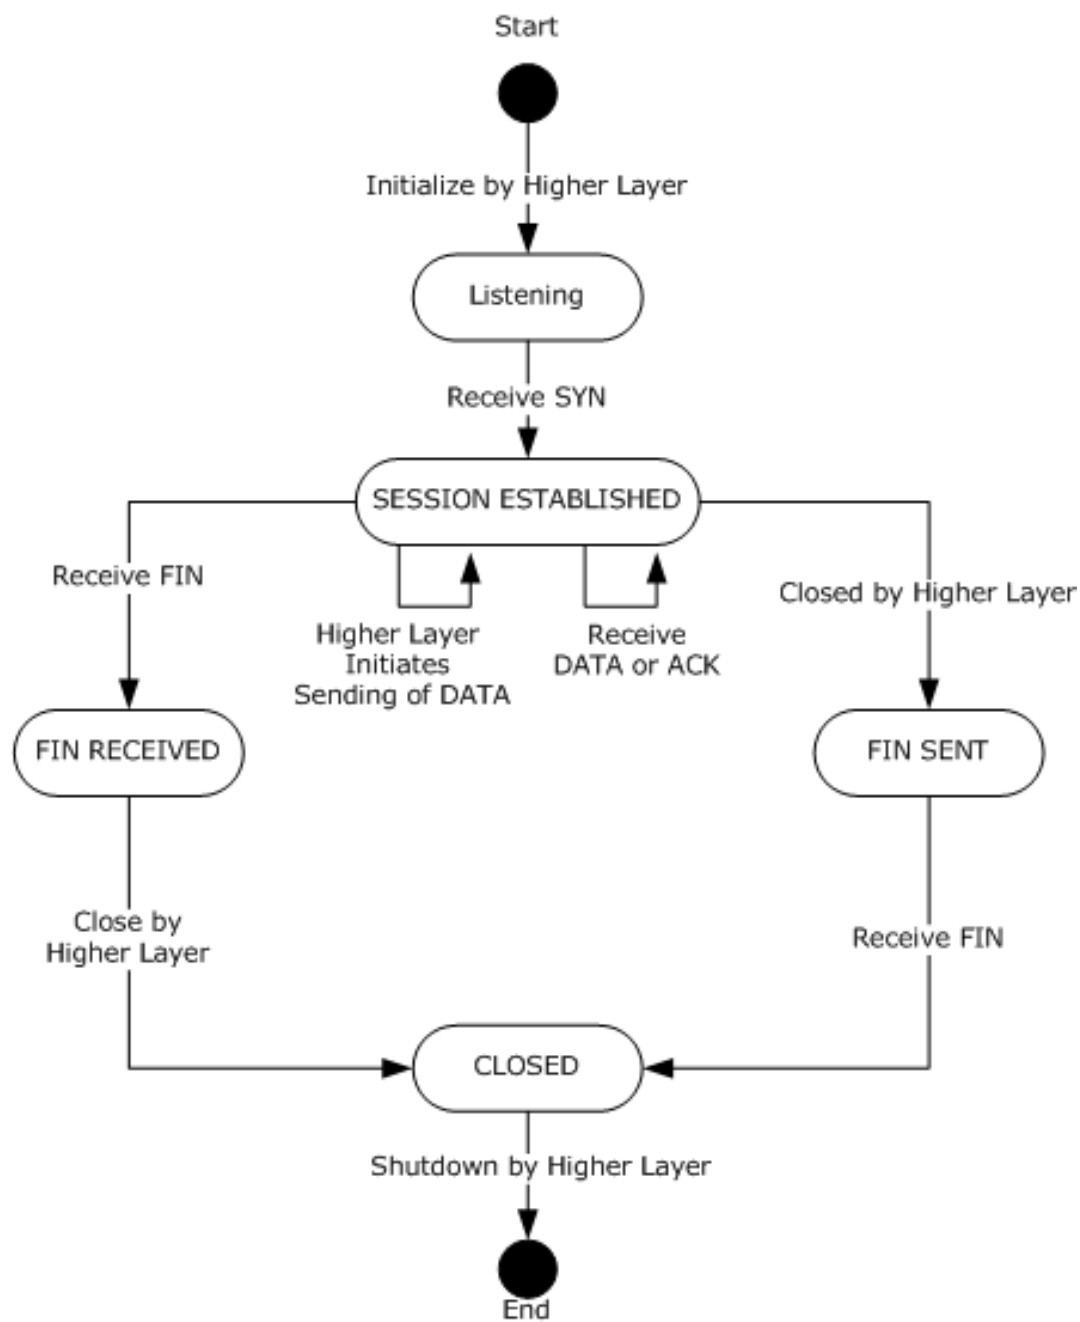 Start
Initialize by Higher Layer
Listening
Receive SYN
SESSION ESTABLISHED
Receive FIN
Closed by Higher Layer
Higher Layer
Initiates
Sending of DATA
Receive
DATA or ACK
FIN RECEIVED
FIN SENT
Close by
Higher Layer
Receive FIN
CLOSED
Shutdown by Higher Layer
End